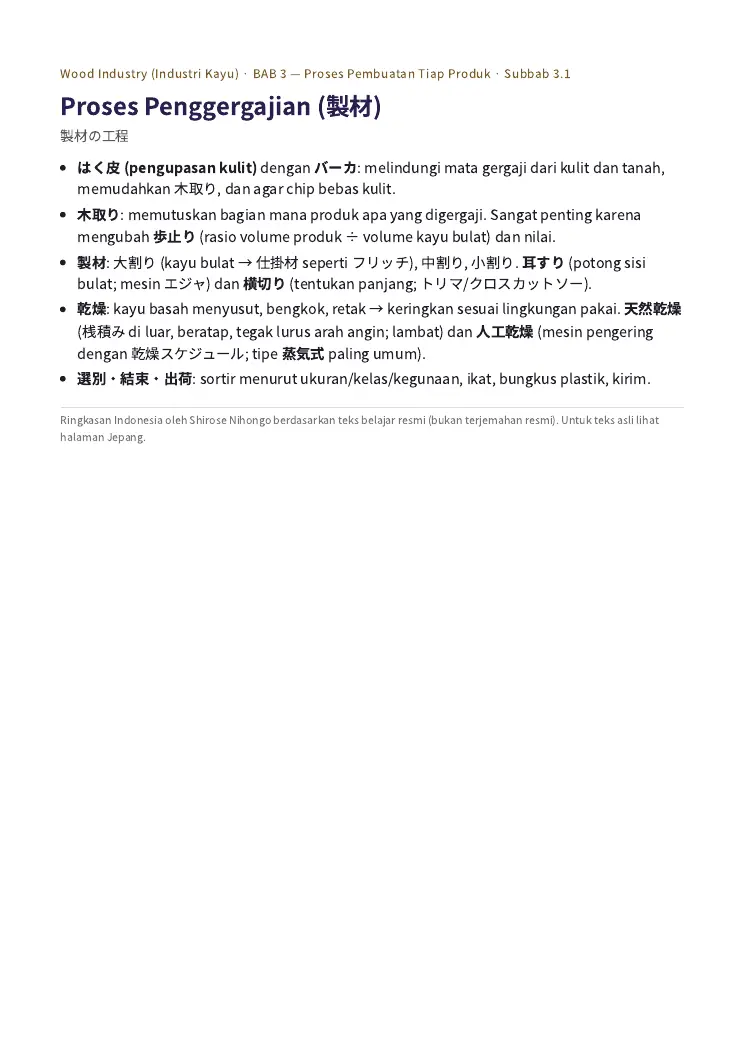 Wood Industry (Industri Kayu) · BAB 3 — Proses Pembuatan Tiap Produk · Subbab 3.1
Proses Penggergajian (製材)
製材の工程
• はく皮 (pengupasan kulit) dengan バーカ: melindungi mata gergaji dari kulit dan tanah,
memudahkan 木取り, dan agar chip bebas kulit.
• 木取り: memutuskan bagian mana produk apa yang digergaji. Sangat penting karena
mengubah 歩止り (rasio volume produk ÷ volume kayu bulat) dan nilai.
• 製材: 大割り (kayu bulat → 仕掛材 seperti フリッチ), 中割り, 小割り. 耳すり (potong sisi
bulat; mesin エジャ) dan 横切り (tentukan panjang; トリマ/クロスカットソー).
• 乾燥: kayu basah menyusut, bengkok, retak → keringkan sesuai lingkungan pakai. 天然乾燥
(桟積み di luar, beratap, tegak lurus arah angin; lambat) dan 人工乾燥 (mesin pengering
dengan 乾燥スケジュール; tipe 蒸気式 paling umum).
• 選別・結束・出荷: sortir menurut ukuran/kelas/kegunaan, ikat, bungkus plastik, kirim.
Ringkasan Indonesia oleh Shirose Nihongo berdasarkan teks belajar resmi (bukan terjemahan resmi). Untuk teks asli lihat
halaman Jepang.